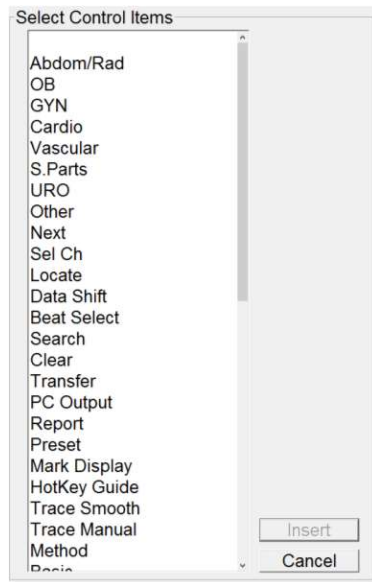 Select Control Items
Abdom/Rad
OB
GYN
Cardio
Vascular
S.Parts
URO
Other
Next
Sel Ch
Locate
Data Shift
Beat Select
Search
Clear
Transfer
PC Output
Report
Preset
Mark Display
HotKey Guide
Trace Smooth
Trace Manual
Method
Insert
Cancel